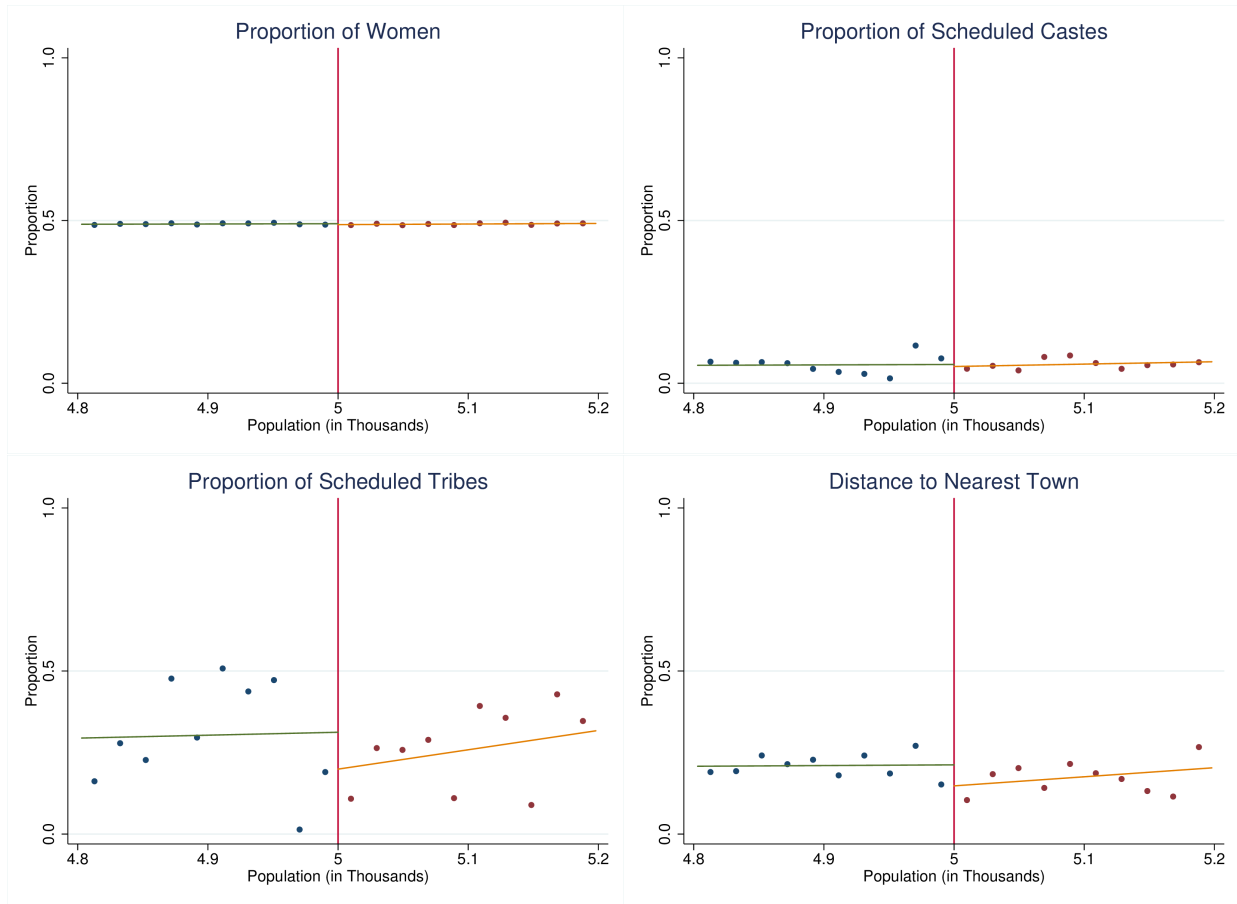 Proportion of Women
Proportion
1.0
0.5
0.0
4.8 4.9 5 5.1 5.2
Population (in Thousands)
Proportion of Scheduled Castes
Proportion
1.0
0.5
0.0
4.8 4.9 5 5.1 5.2
Population (in Thousands)
Proportion of Scheduled Tribes
Proportion
1.0
0.5
0.0
4.8 4.9 5 5.1 5.2
Population (in Thousands)
Distance to Nearest Town
Proportion
1.0
0.5
0.0
4.8 4.9 5 5.1 5.2
Population (in Thousands)